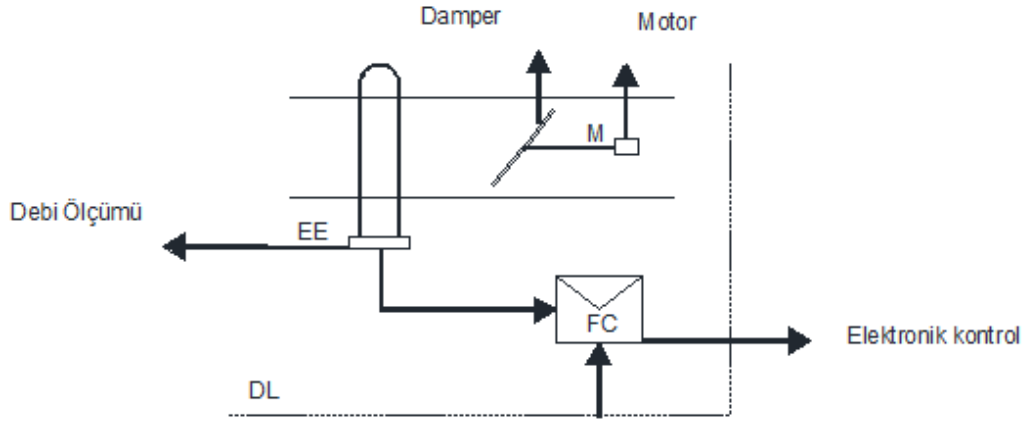 Damper
Motor
M
Debi Ölçümü
EE
FC
Elektronik kontrol
DL